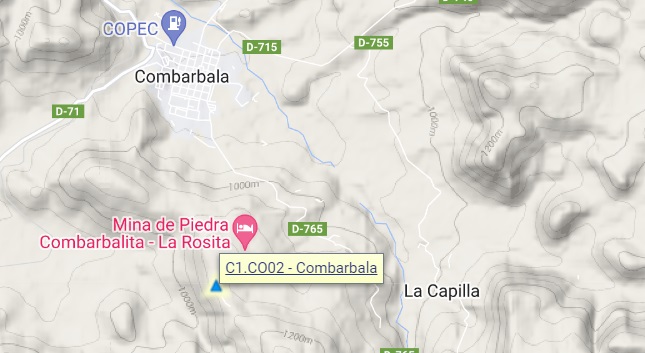 D-715
COPEC
D-715
D-755
Combarbala
D-71
1000m
1000m
1200m
1000m
Mina de Piedra
Combarbalita - La Rosita
D-765
C1.CO02 - Combarbala
La Capilla
1200m
D-765